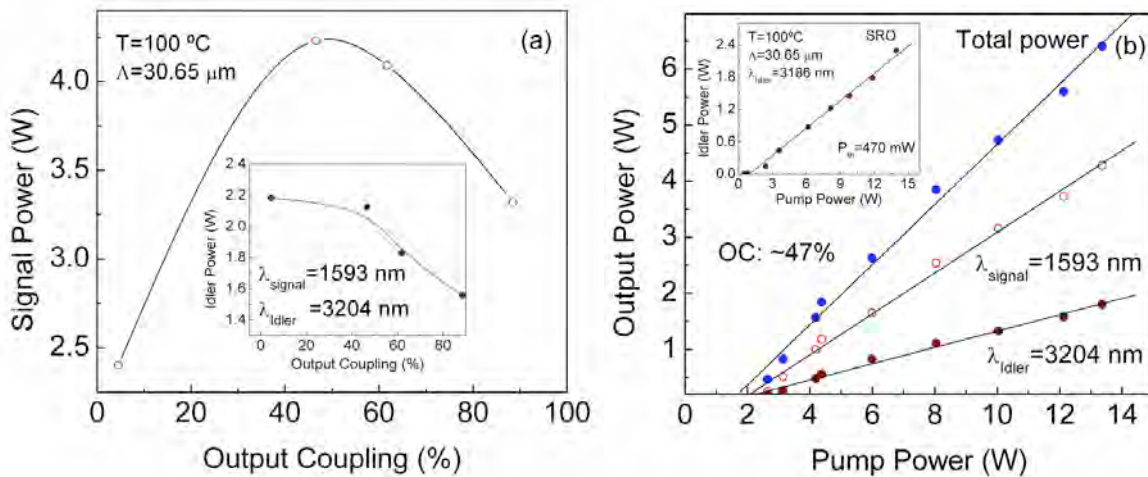 (a)
T=100 ºC
Λ=30.65 μm
Signal Power (W)
4.0
3.5
3.0
2.5
0 20 40 60 80 100
Output Coupling (%)
Idler Power (W)
2.4
2.2
2.0
1.8
1.6
1.4
0 20 40 60 80
Output Coupling (%)
λsignal=1593 nm
λIdler=3204 nm
(b)
Total power
Output Power (W)
6
5
4
3
2
1
0 2 4 6 8 10 12 14
Pump Power (W)
OC: ~47%
λsignal=1593 nm
λIdler=3204 nm
T=100 ºC
Λ=30.65 μm
λIdler=3186 nm
SRO
Idler Power (W)
2.4
1.8
1.2
0.6
0.0
3 6 9 12 15
Pump Power (W)
Pth=470 mW